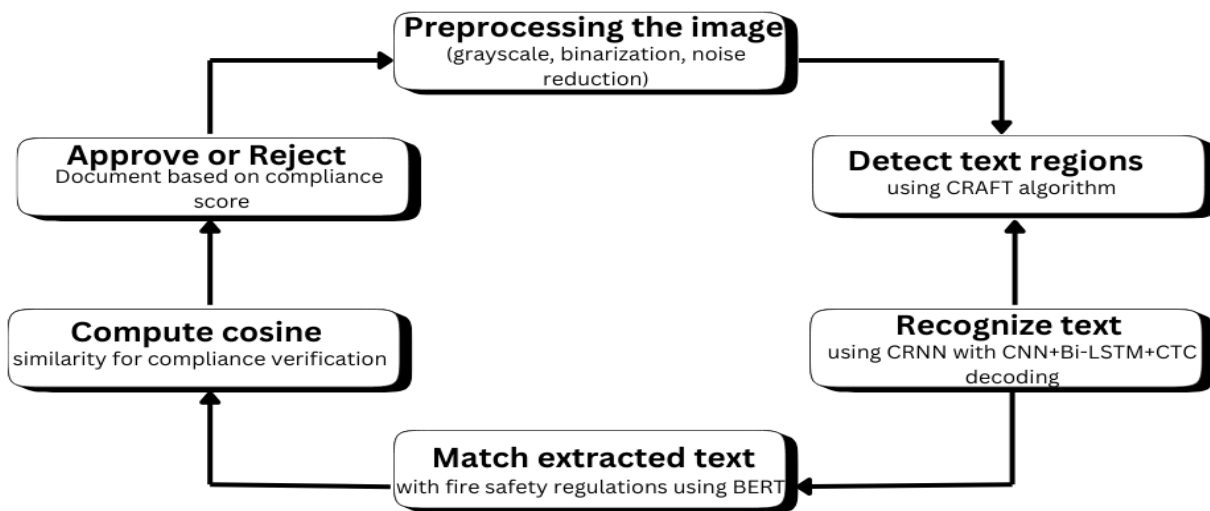 Preprocessing the image
(grayscale, binarization, noise
reduction)
Approve or Reject
Document based on compliance
score
Detect text regions
using CRAFT algorithm
Compute cosine
similarity for compliance verification
Recognize text
using CRNN with CNN+Bi-LSTM+CTC
decoding
Match extracted text
with fire safety regulations using BERT